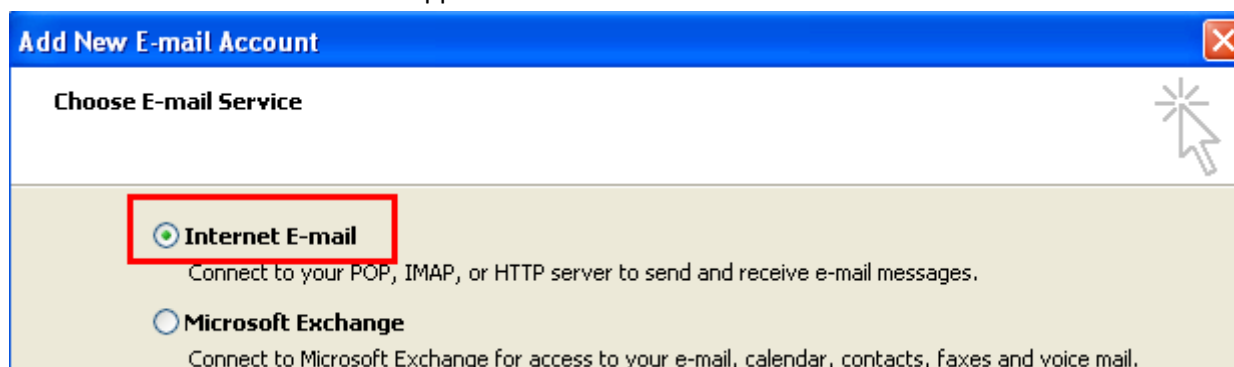 Add New E-mail Account
Choose E-mail Service
Internet E-mail
Connect to your POP, IMAP, or HTTP server to send and receive e-mail messages.
Microsoft Exchange
Connect to Microsoft Exchange for access to your e-mail, calendar, contacts, faxes and voice mail.